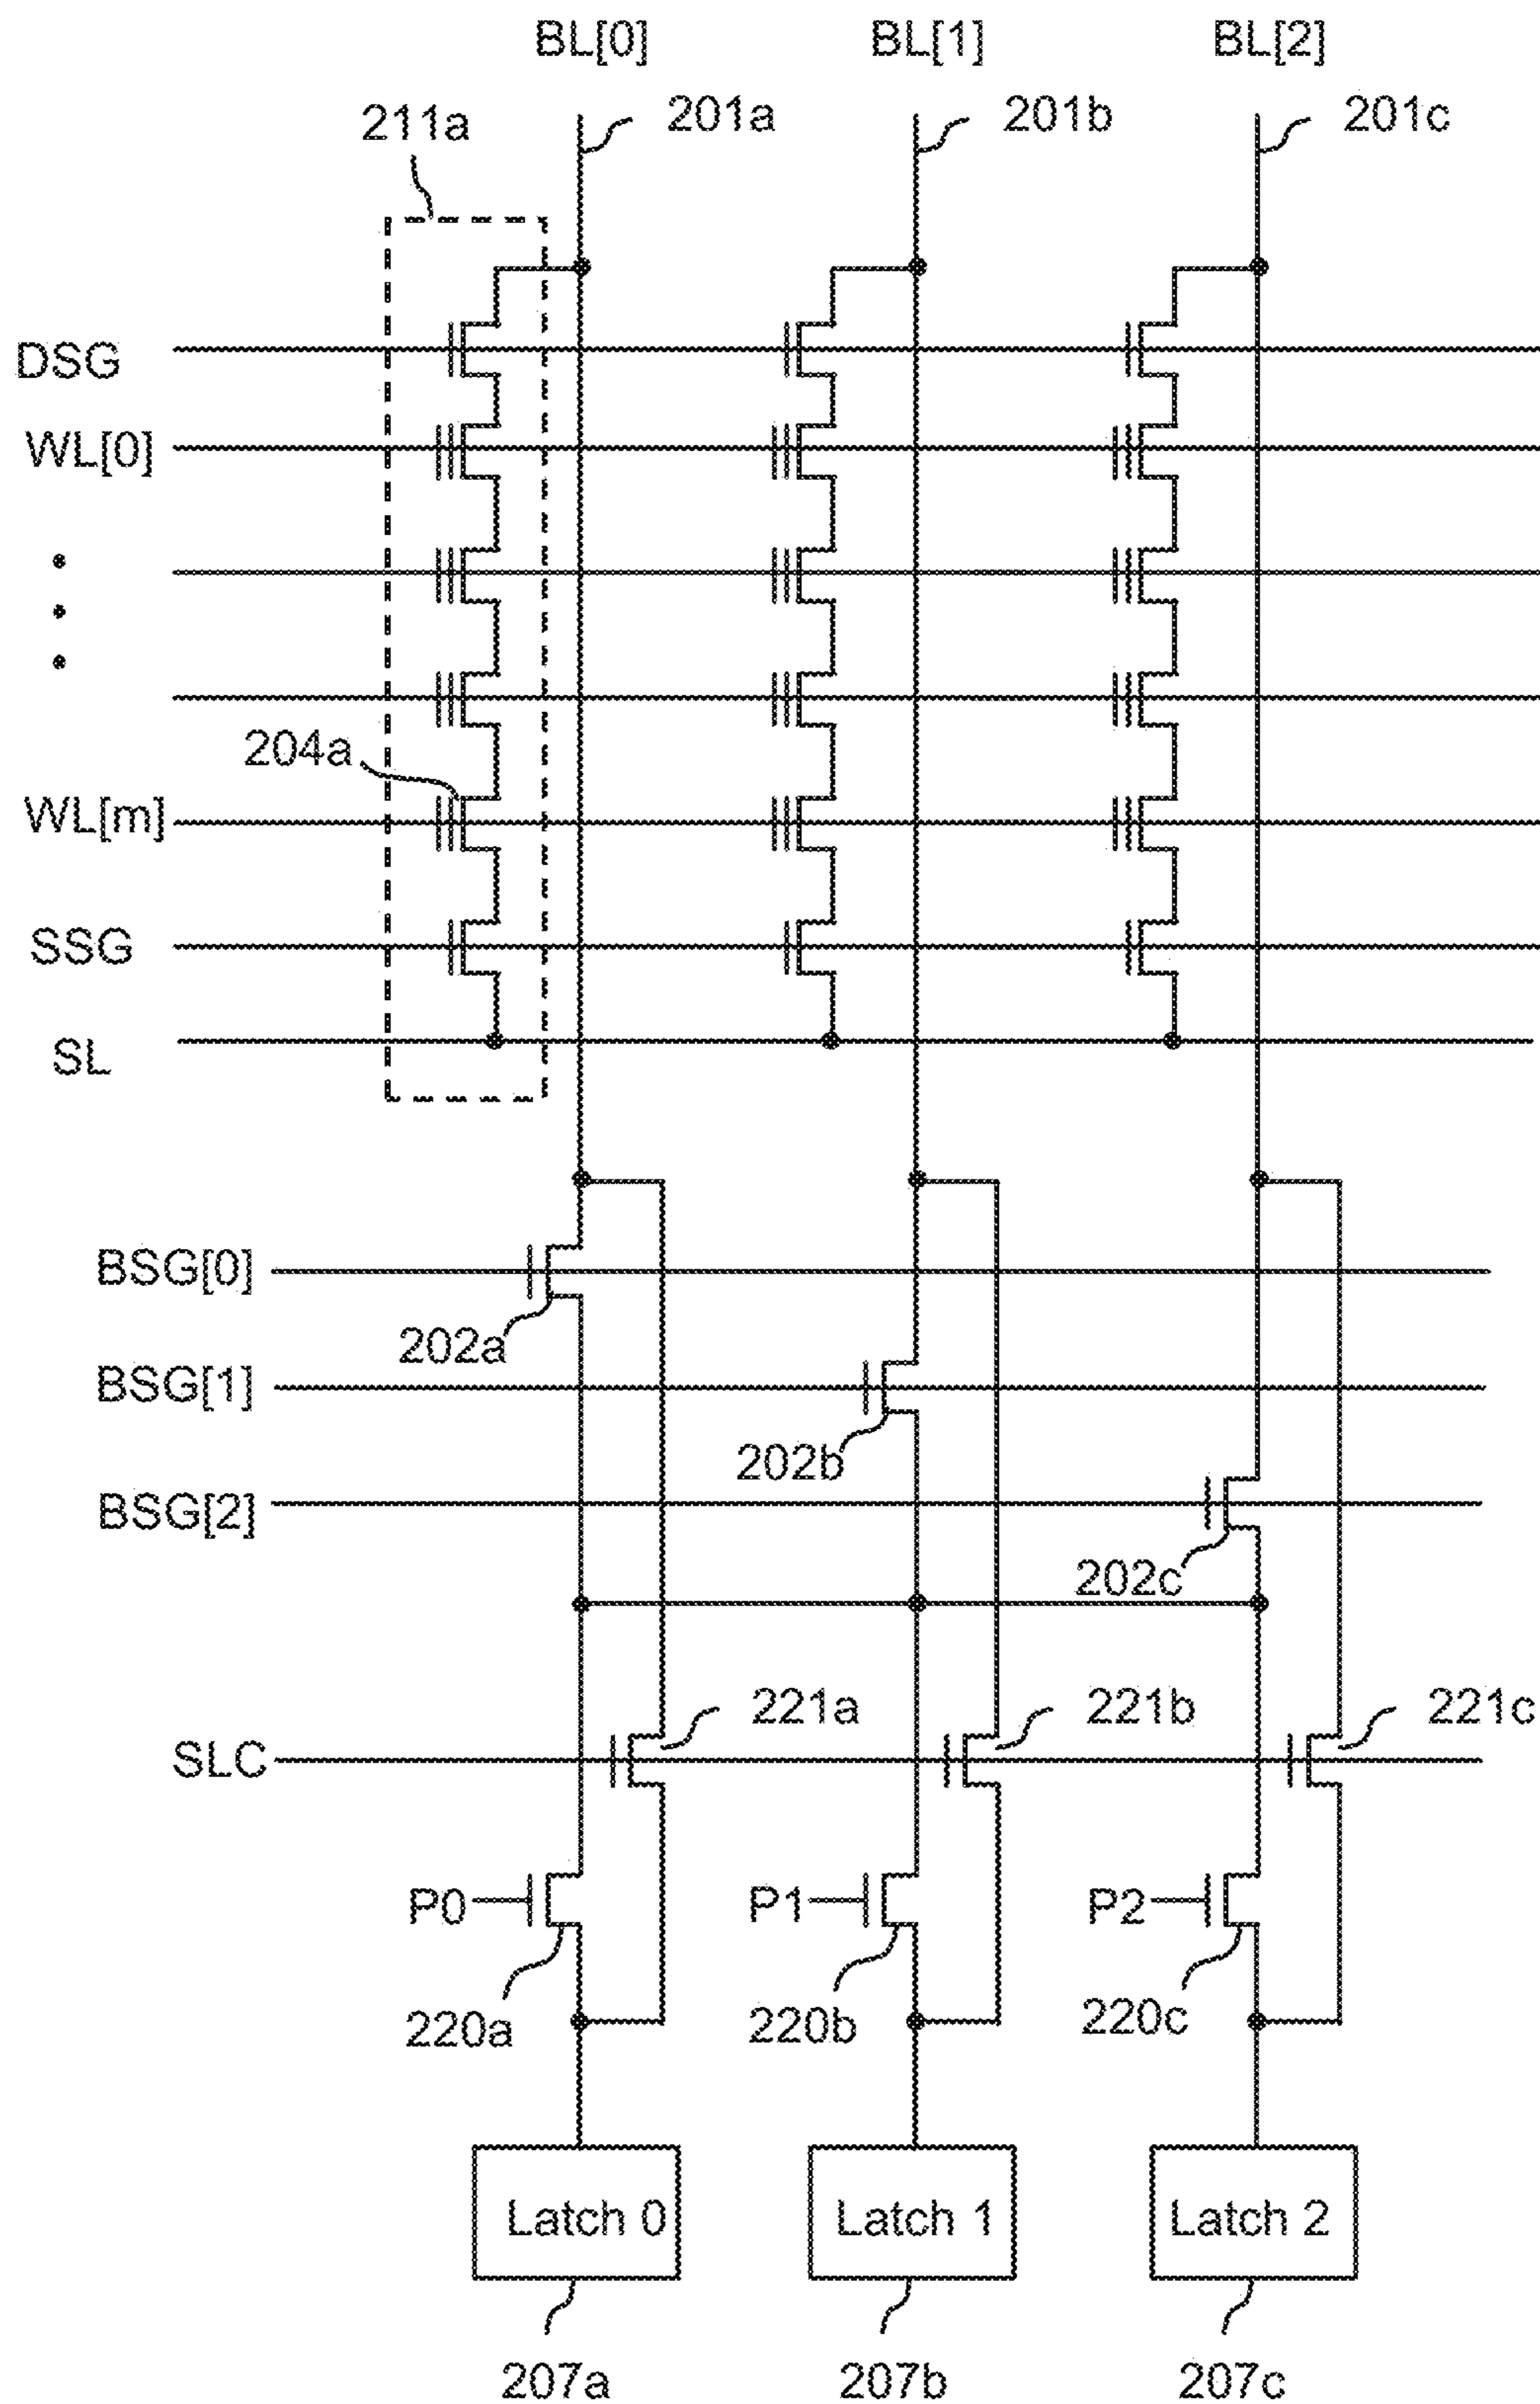 BL[0] BL[1] BL[2]
211a 201a 201b 201c
DSG
WL[0]
204a
WL[m]
SSG
SL
BSG[0]
202a
BSG[1]
202b
BSG[2]
202c
221a 221b 221c
SLC
P0 P1 P2
220a 220b 220c
Latch 0 Latch 1 Latch 2
207a 207b 207c